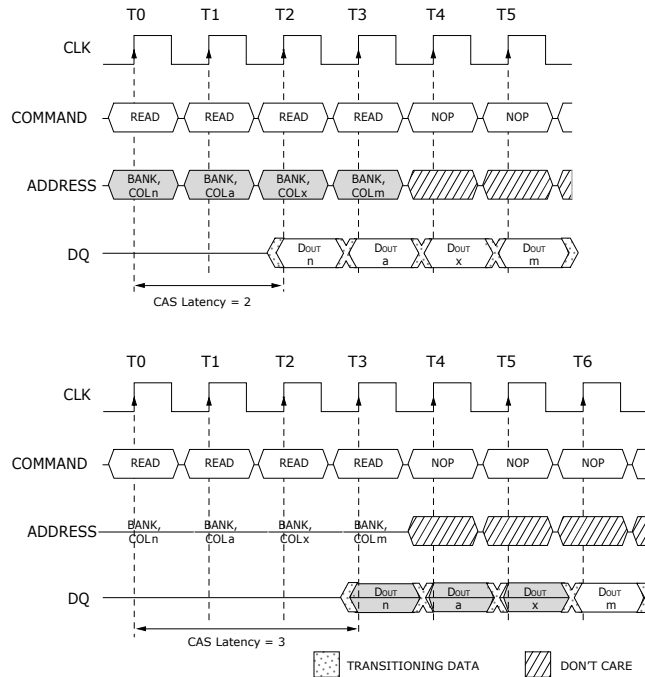 T0 T1 T2 T3 T4 T5
CLK
COMMAND READ READ READ READ NOP NOP
ADDRESS BANK, COLn BANK, COLa BANK, COLx BANK, COLm
DQ DOUT n DOUT a DOUT x DOUT m
CAS Latency = 2
T0 T1 T2 T3 T4 T5 T6
CLK
COMMAND READ READ READ READ NOP NOP NOP
ADDRESS BANK, COLn BANK, COLa BANK, COLx BANK, COLm
DQ DOUT n DOUT a DOUT x DOUT m
CAS Latency = 3
TRANSITIONING DATA DON'T CARE